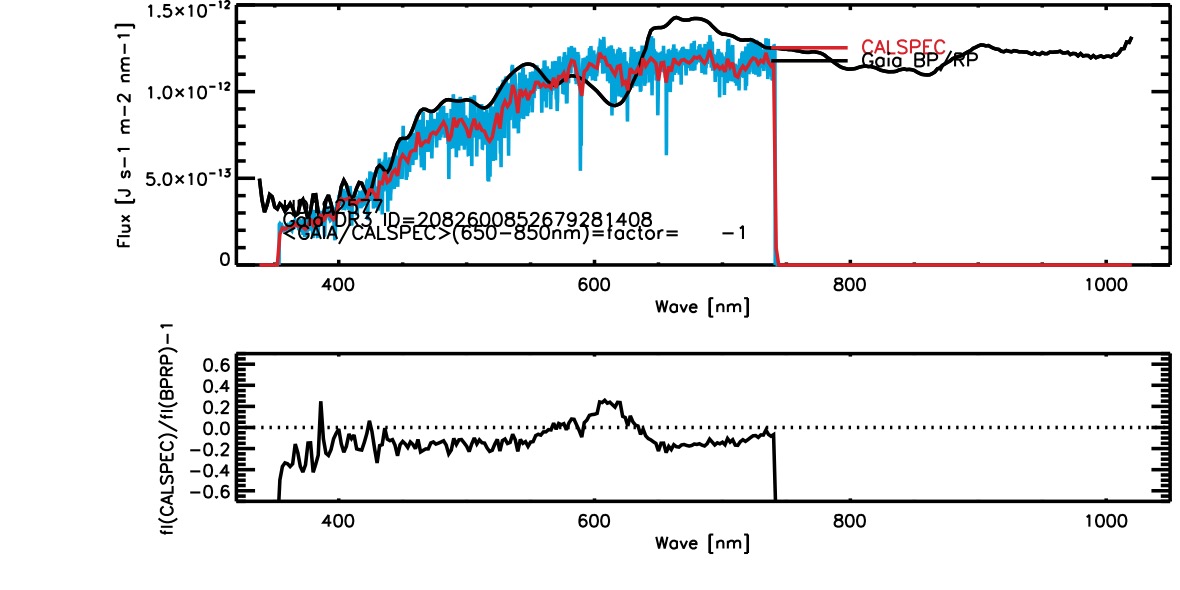 1.5×10−12
1.0×10−12
5.0×10−13
0
Flux [J s−1 m−2 nm−1]
CALSPEC
Gaia BP/RP
Gaia DR3 ID=2082600852679281408
<GAIA/CALSPEC>(650−850nm)=factor= −1
400 600 800 1000
Wave [nm]
fl(CALSPEC)/fl(BPRP)−1
0.6
0.4
0.2
0.0
−0.2
−0.4
−0.6
400 600 800 1000
Wave [nm]